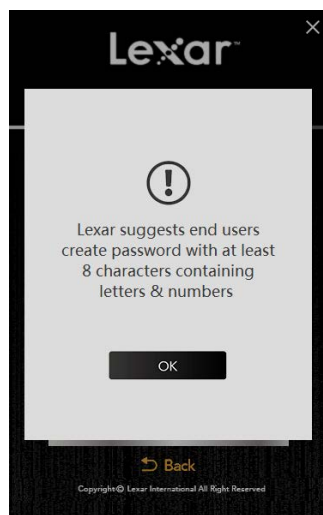 Lexar™
Lexar suggests end users
create password with at least
8 characters containing
letters & numbers
OK
Back
Copyright© Lexar International All Right Reserved